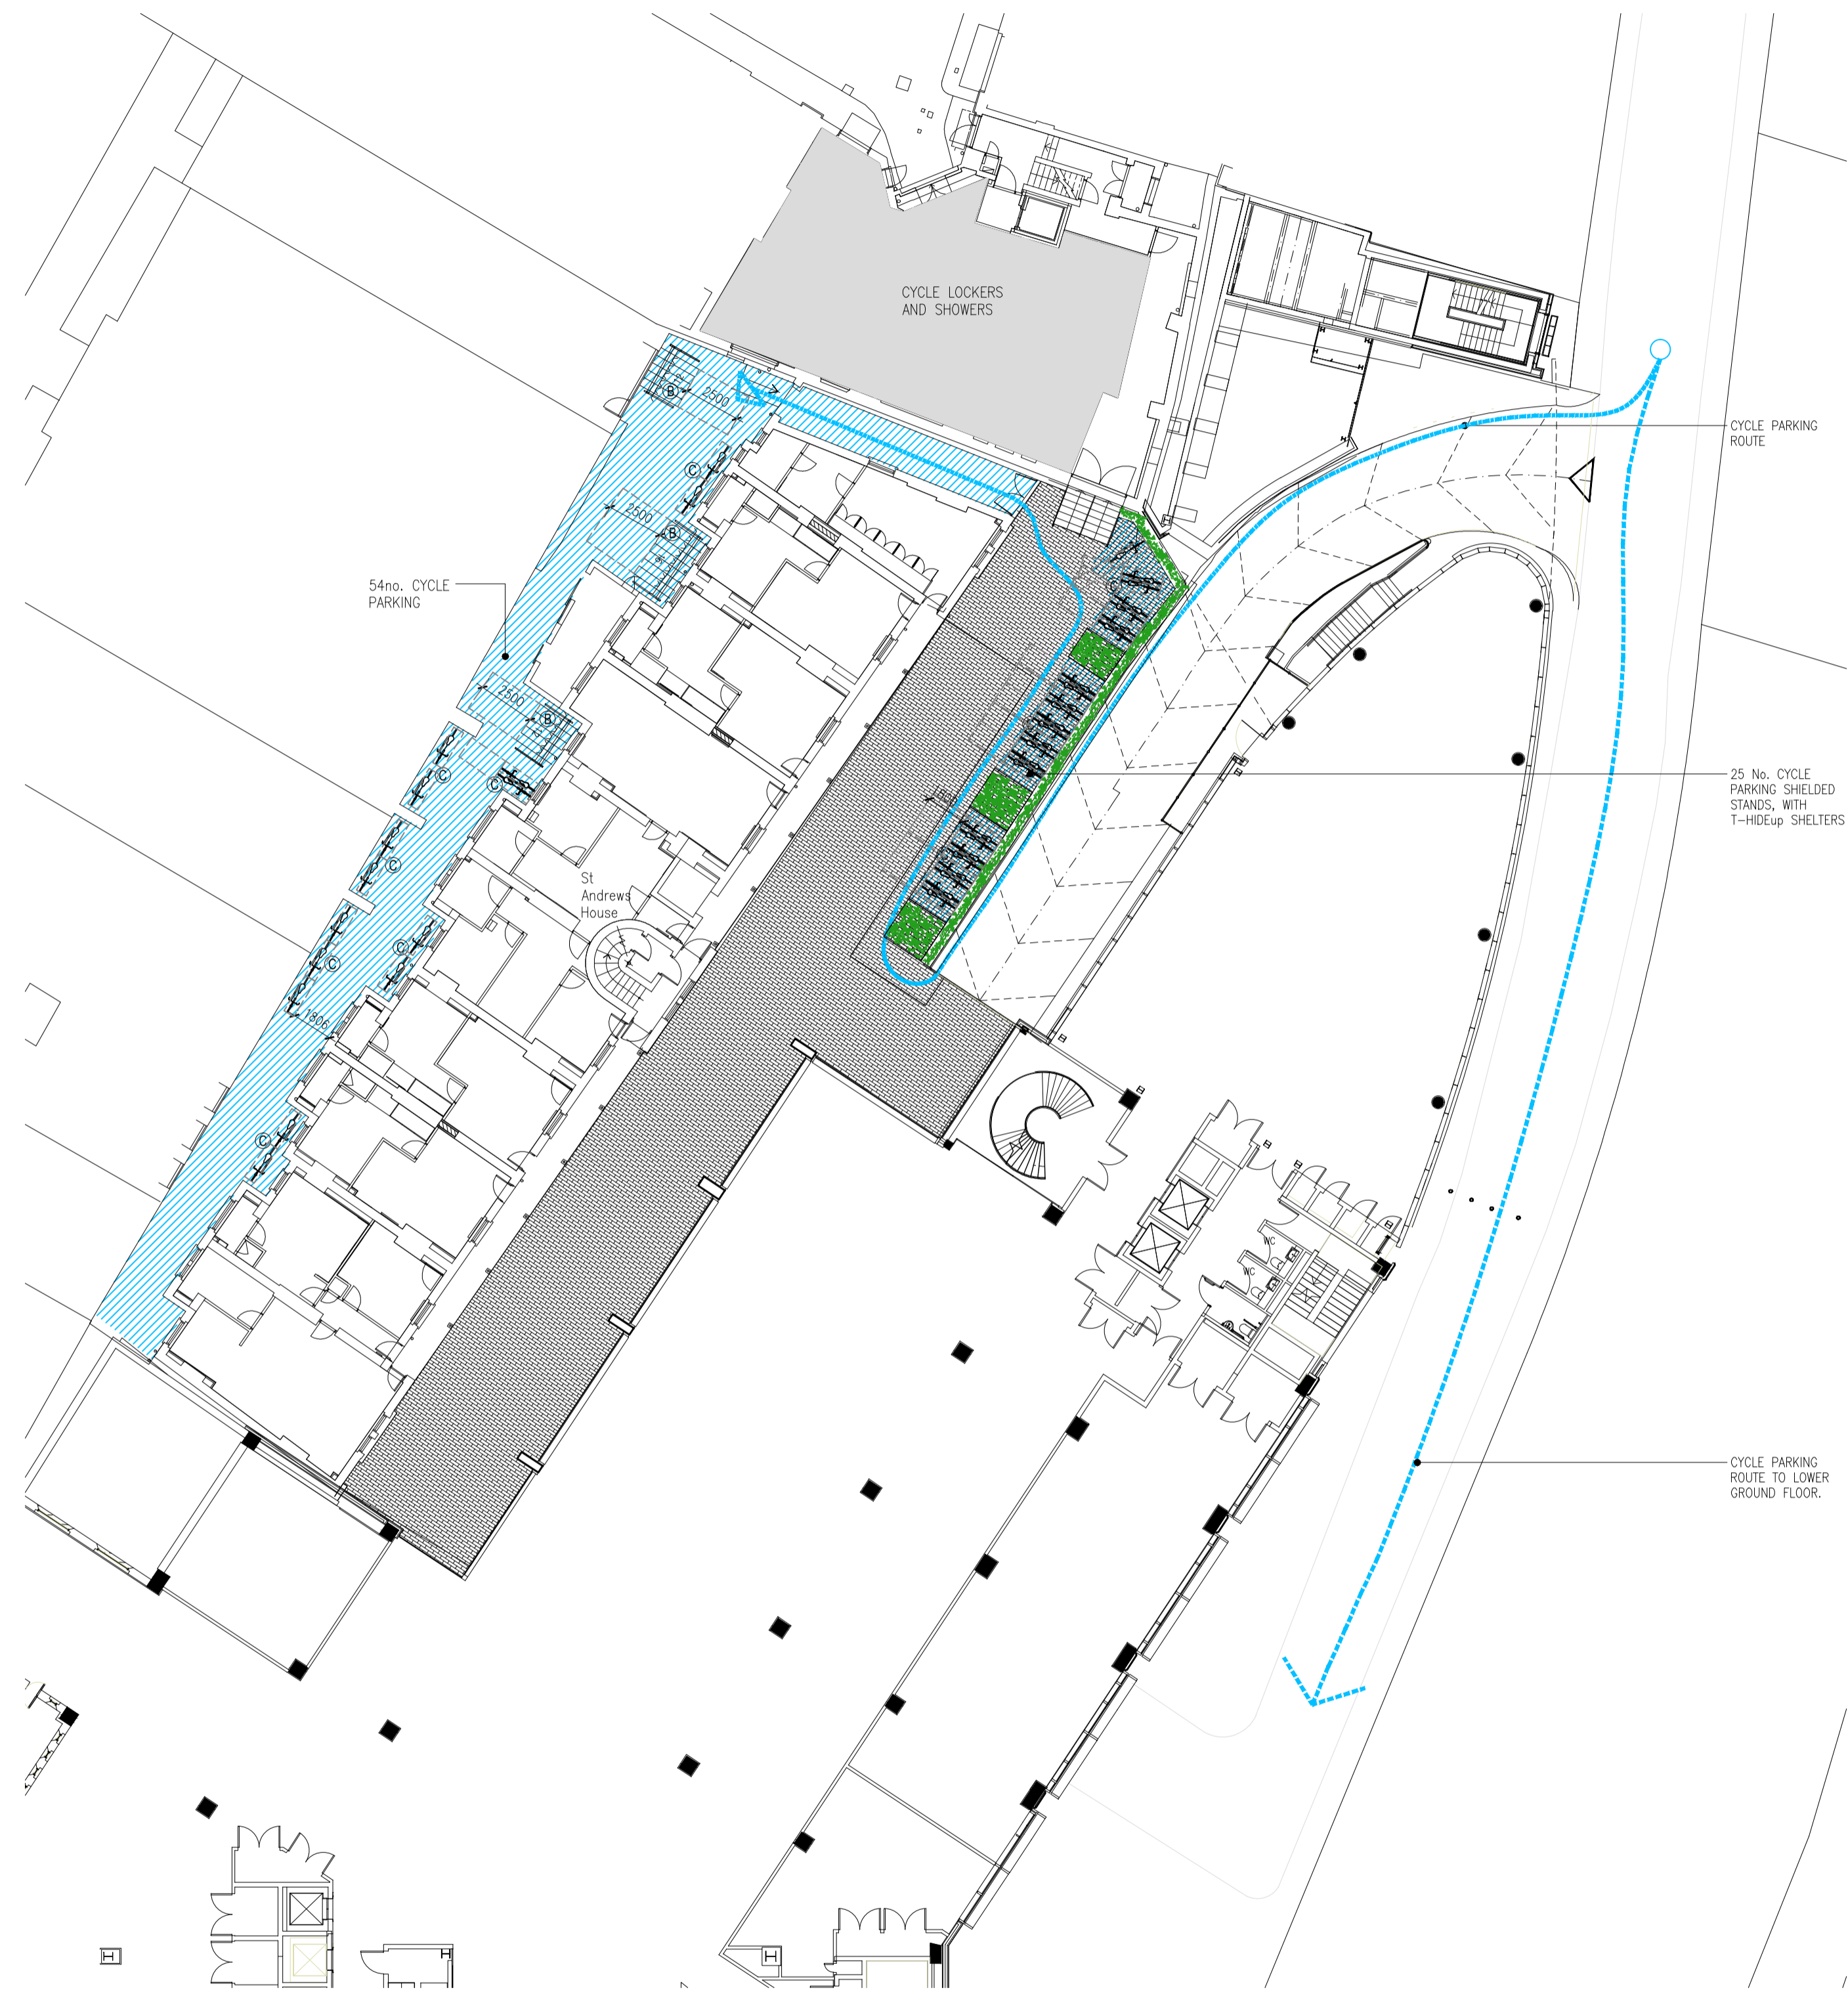 CYCLE LOCKERS
AND SHOWERS
B
2500
CYCLE PARKING
ROUTE
C
2500
B
54no. CYCLE
PARKING
2500
B
C
C
25 No. CYCLE
PARKING SHIELDED
STANDS, WITH
T-HIDEup SHELTERS
C
St
Andrews
House
C
C
1806
C
WC
WC
CYCLE PARKING
ROUTE TO LOWER
GROUND FLOOR.
H
H
H